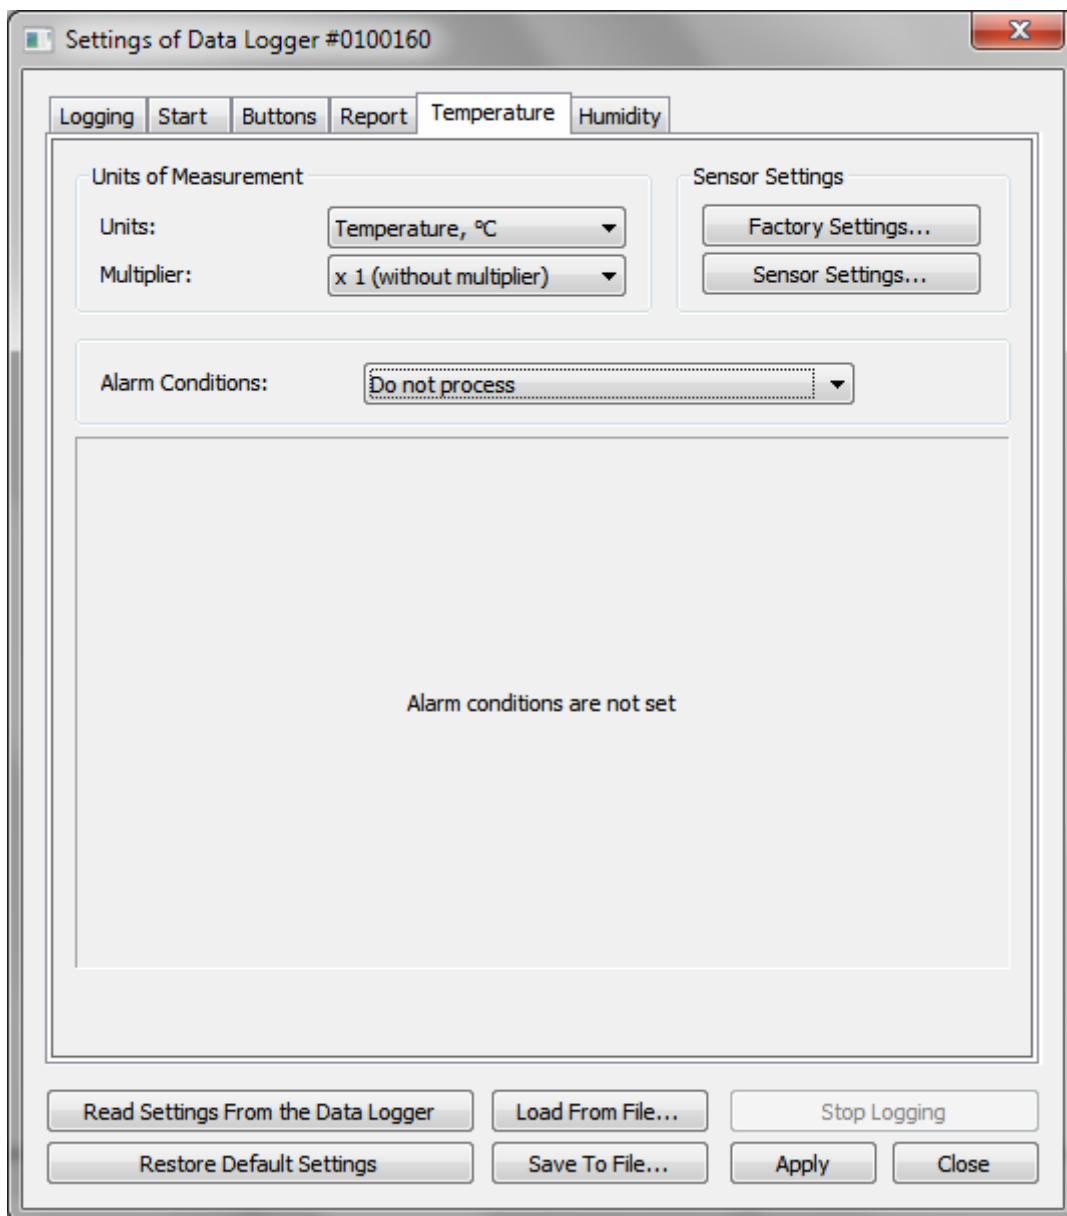 Settings of Data Logger #0100160
X
Logging Start Buttons Report Temperature Humidity
Units of Measurement
Units: Temperature, °C
Multiplier: x 1 (without multiplier)
Sensor Settings
Factory Settings...
Sensor Settings...
Alarm Conditions: Do not process
Alarm conditions are not set
Read Settings From the Data Logger Load From File... Stop Logging
Restore Default Settings Save To File... Apply Close